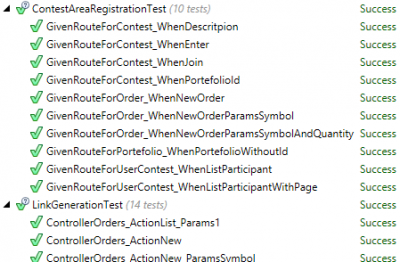 ContestAreaRegistrationTest (10 tests) Success
GivenRouteForContest_WhenDescritpion Success
GivenRouteForContest_WhenEnter Success
GivenRouteForContest_WhenJoin Success
GivenRouteForContest_WhenPortefolioId Success
GivenRouteForOrder_WhenNewOrder Success
GivenRouteForOrder_WhenNewOrderParamsSymbol Success
GivenRouteForOrder_WhenNewOrderParamsSymbolAndQuantity Success
GivenRouteForPortefolio_WhenPortefolioWithoutId Success
GivenRouteForUserContest_WhenListParticipant Success
GivenRouteForUserContest_WhenListParticipantWithPage Success
LinkGenerationTest (14 tests) Success
ControllerOrders_ActionList_Params1 Success
ControllerOrders_ActionNew Success
ControllerOrders_ActionNew_ParamsSymbol Success